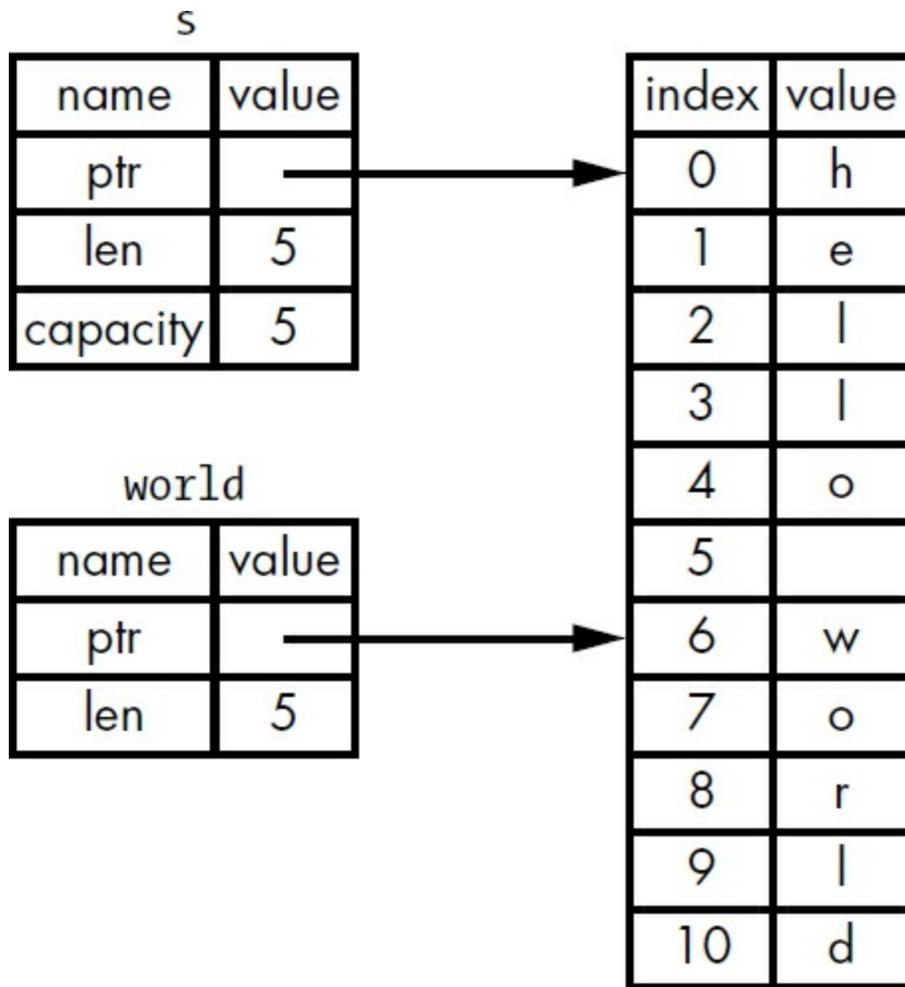 s
name value
ptr
len 5
capacity 5
world
name value
ptr
len 5
index value
0 h
1 e
2 l
3 l
4 o
5
6 w
7 o
8 r
9 l
10 d